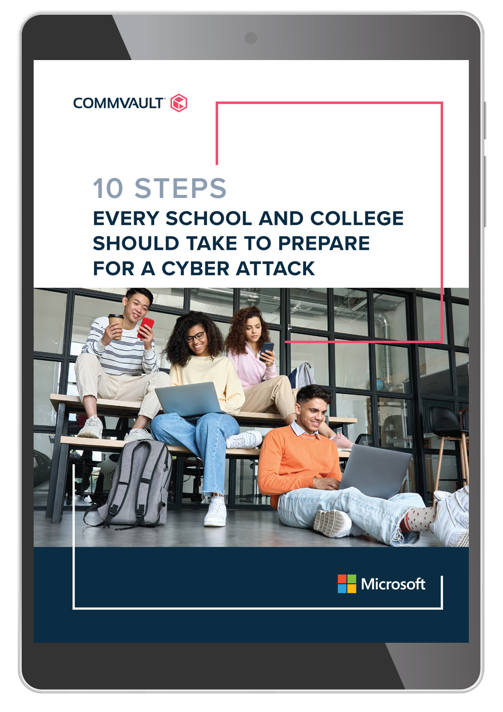 COMMVAULT
10 STEPS
EVERY SCHOOL AND COLLEGE
SHOULD TAKE TO PREPARE
FOR A CYBER ATTACK
Microsoft